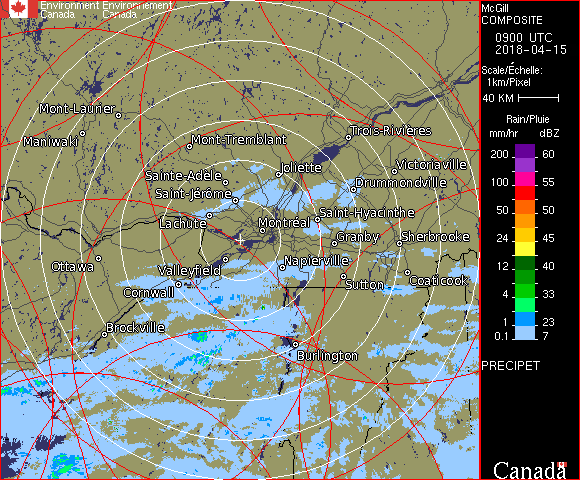 Environment Environnement
Canada Canada
Mont-Laurier
Maniwaki
Mont-Tremblant
Trois-Rivières
Sainte-Adèle
Joliette
Victoriaville
Saint-Jérôme
Drummondville
Lachute
Montréal
Saint-Hyacinthe
Granby
Sherbrooke
Ottawa
Valleyfield
Napierville
Cornwall
Sutton
Coaticook
Brockville
Burlington
McGill
COMPOSITE
0900 UTC
2018-04-15
Scale/Échelle:
1km/Pixel
40 KM
Rain/Pluie
mm/hr dBZ
200 60
100 55
50 50
24 45
12 40
4 33
1 23
0.1 7
PRECIPET
Canada